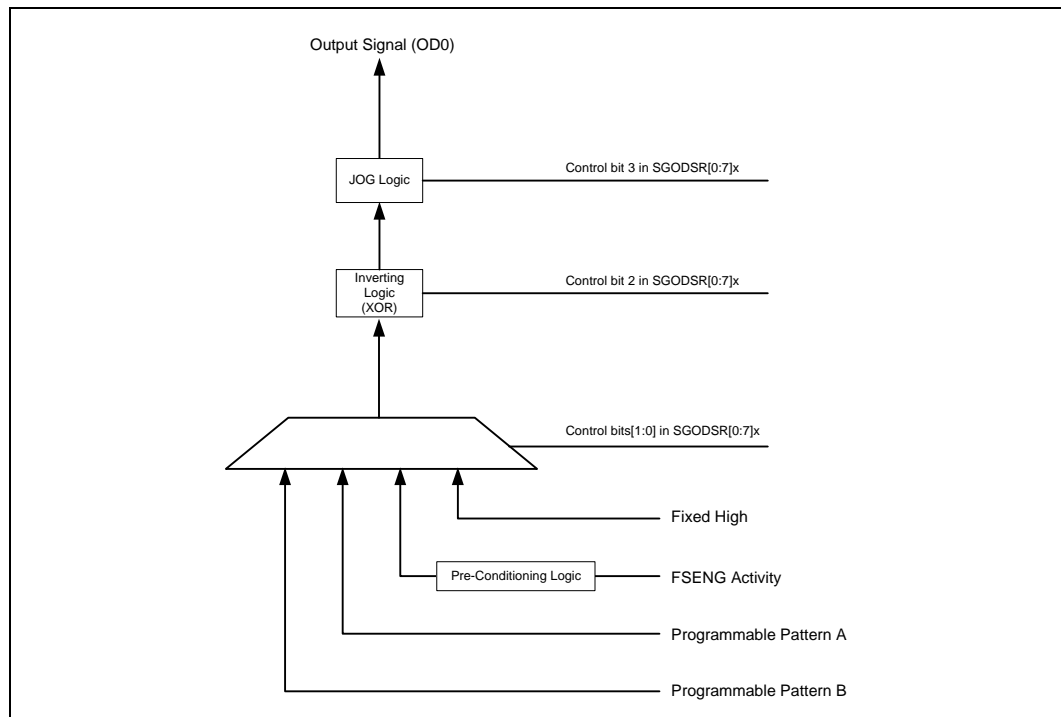 Output Signal (OD0)
JOG Logic
Control bit 3 in SGODSR[0:7]x
Inverting
Logic
(XOR)
Control bit 2 in SGODSR[0:7]x
Control bits[1:0] in SGODSR[0:7]x
Fixed High
Pre-Conditioning Logic
FSENG Activity
Programmable Pattern A
Programmable Pattern B